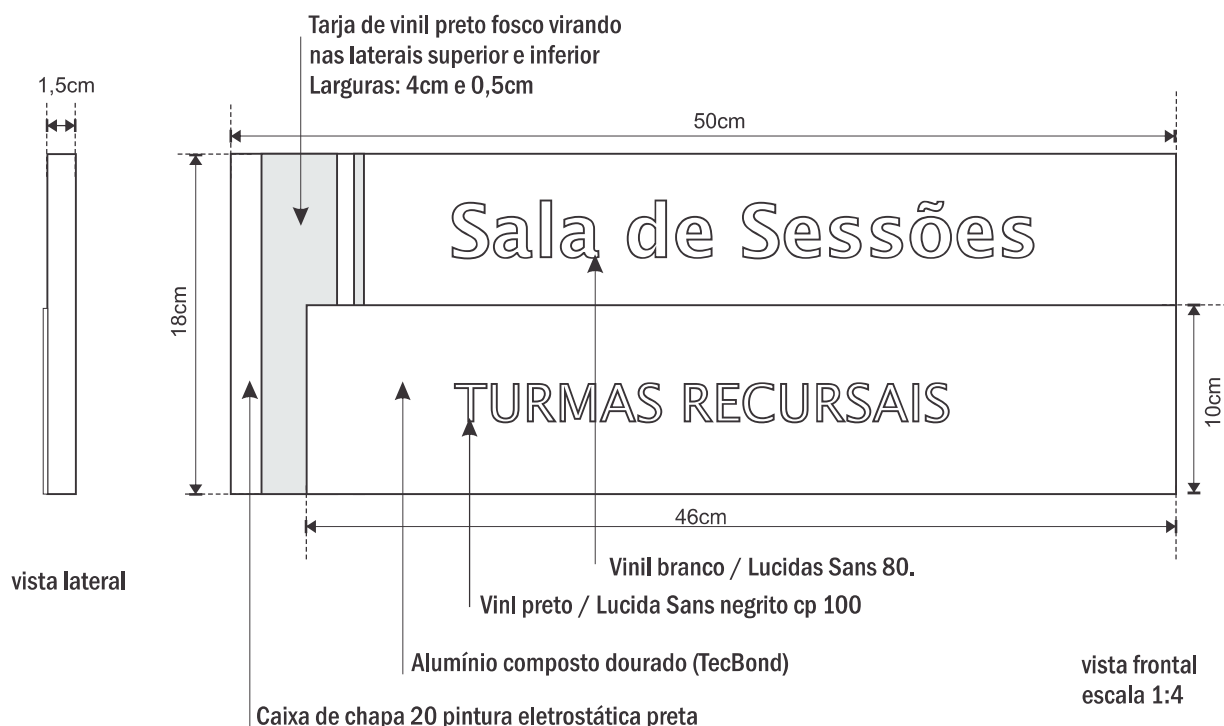 Tarja de vinil preto fosco virando
nas laterais superior e inferior
Larguras: 4cm e 0,5cm
1,5cm
50cm
18cm
Sala de Sessões
TURMAS RECURSAIS
10cm
46cm
vista lateral
Vinil branco / Lucidas Sans 80.
Vinl preto / Lucida Sans negrito cp 100
Alumínio composto dourado (TecBond)
Caixa de chapa 20 pintura eletrostática preta
vista frontal
escala 1:4